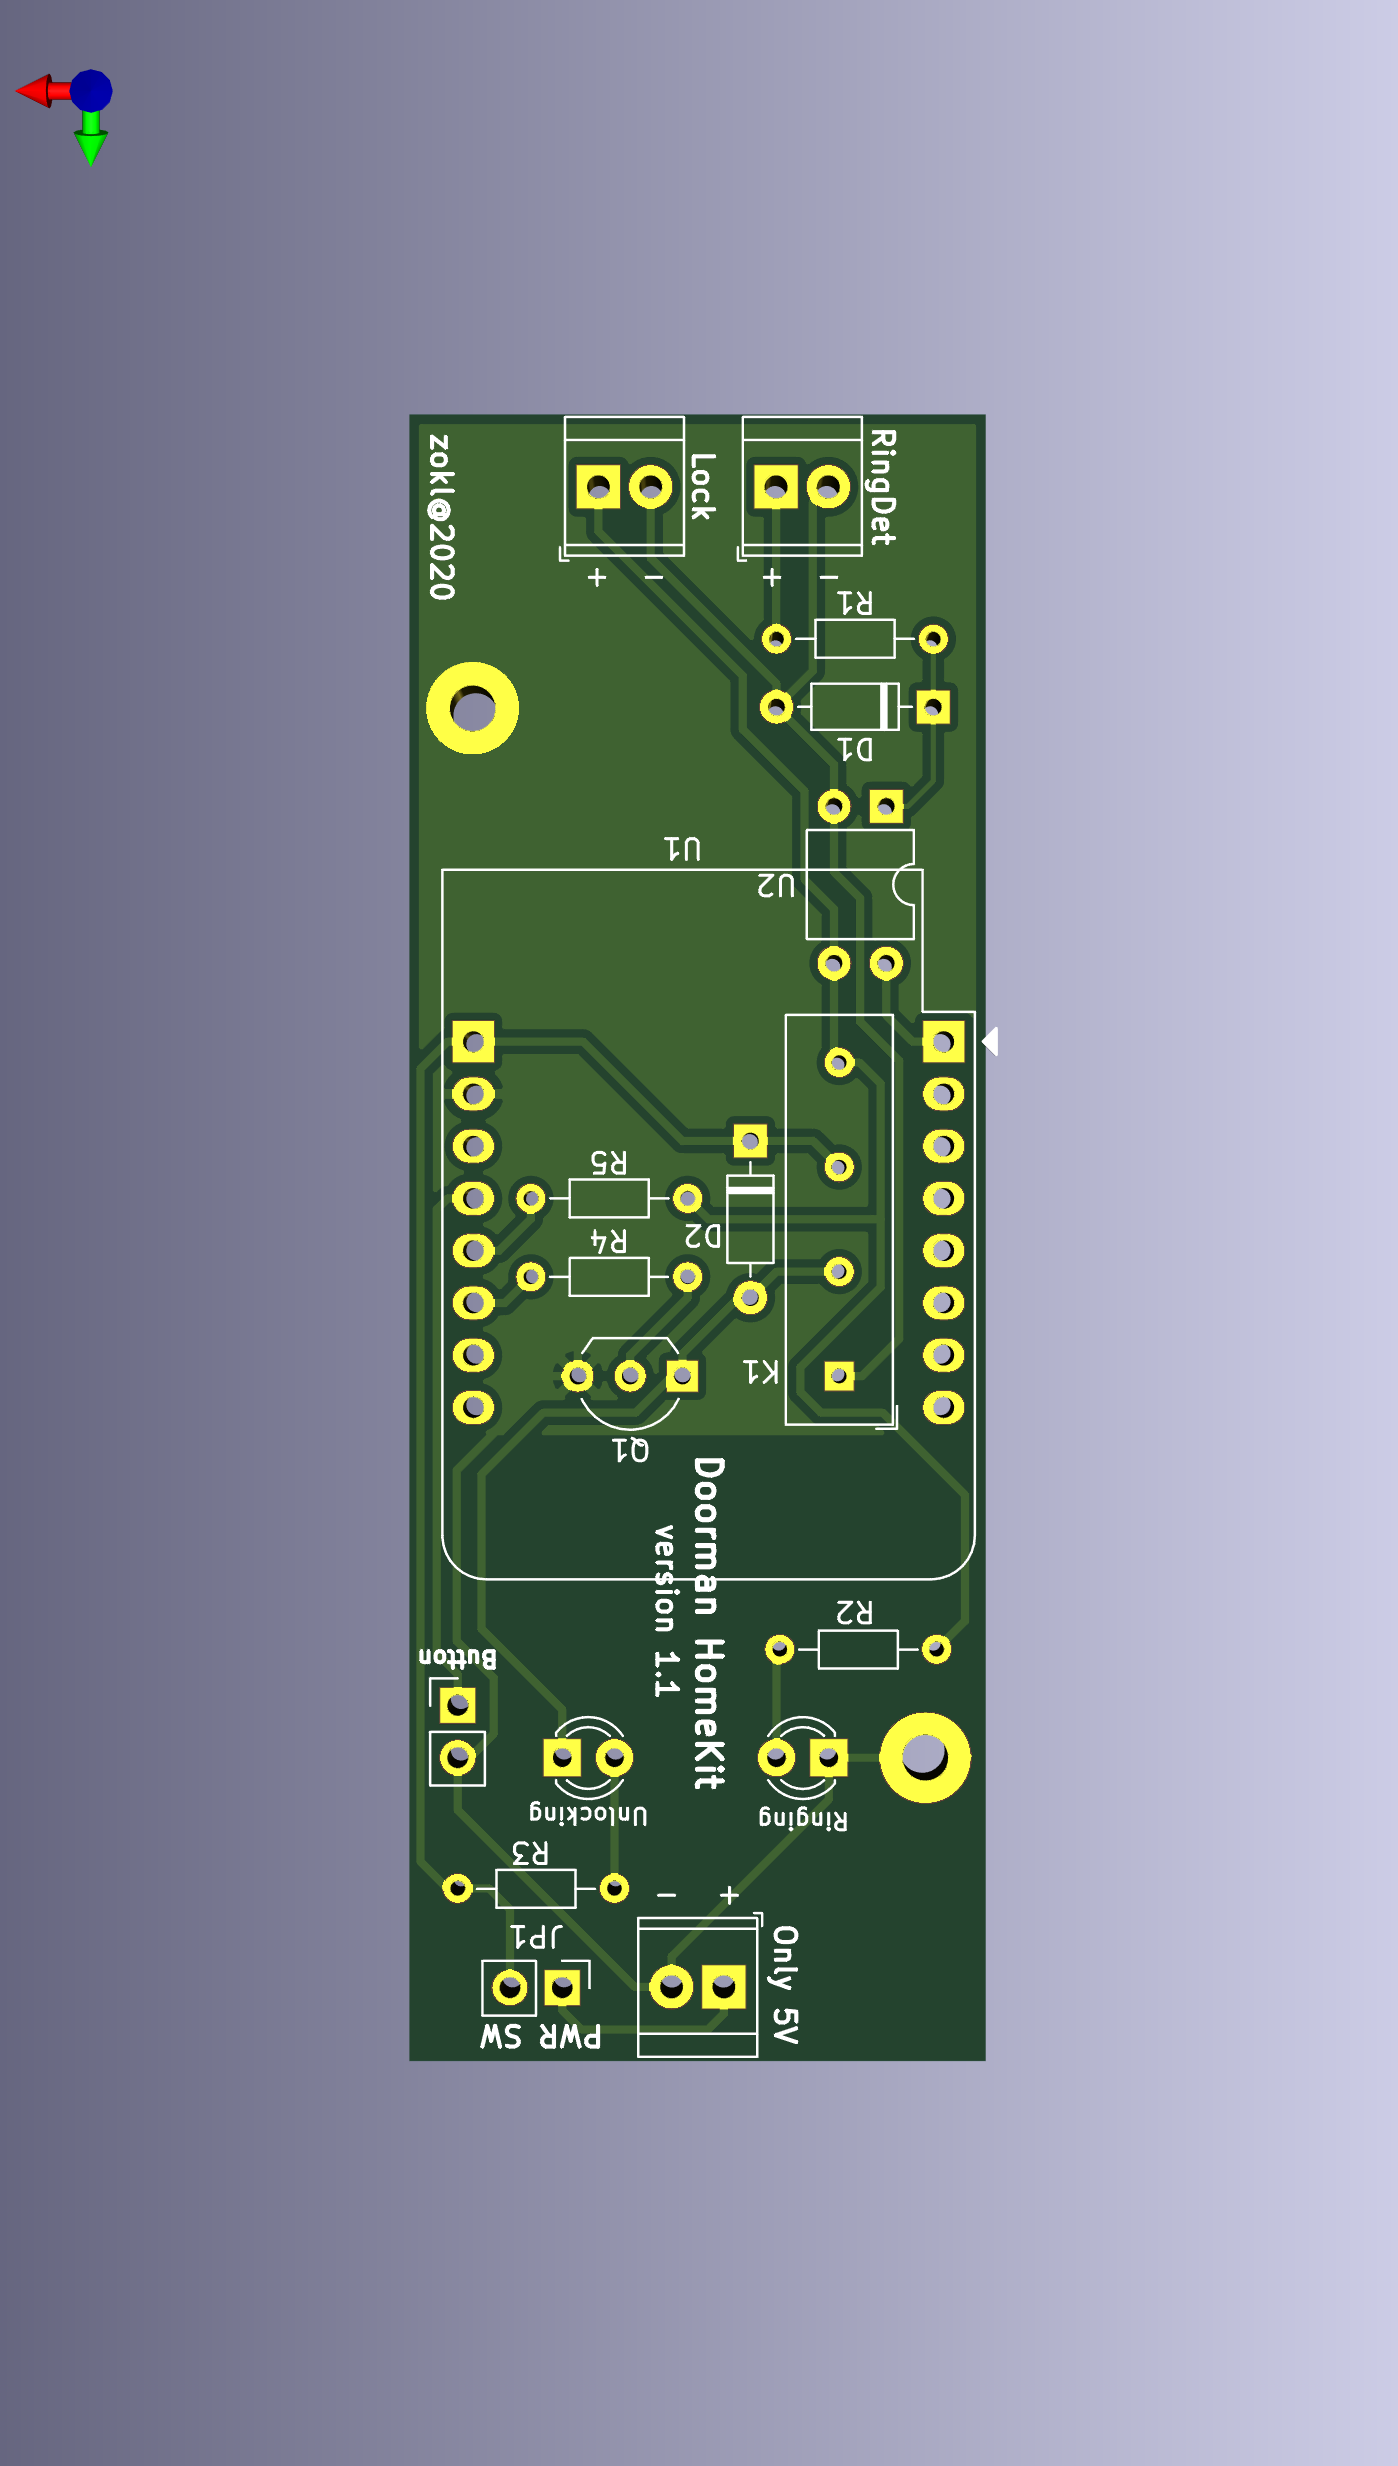 zokl@2020
Lock
RingDet
+ −
+ −
R1
D1
U1
U2
R5
D2
R4
K1
Q1
Doorman HomeKit
version 1.1
R2
Button
Unlocking
Ringing
R3
− +
JP1
Only 5V
PWR SW